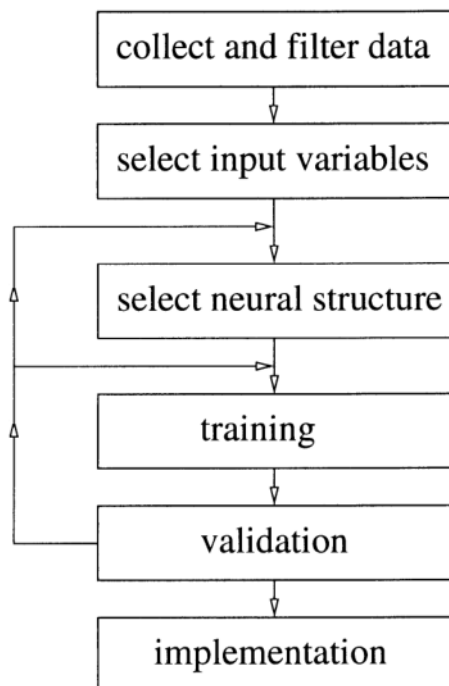 collect and filter data
select input variables
select neural structure
training
validation
implementation